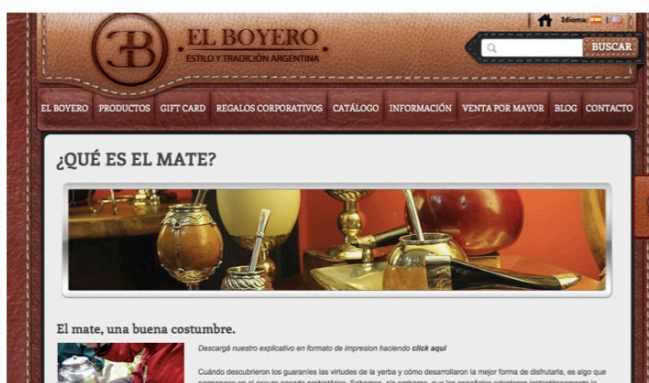 Idioma:
EL BOYERO
ESTILO Y TRADICIÓN ARGENTINA
BUSCAR
EL BOYERO PRODUCTOS GIFT CARD REGALOS CORPORATIVOS CATÁLOGO INFORMACIÓN VENTA POR MAYOR BLOG CONTACTO
¿QUÉ ES EL MATE?
El mate, una buena costumbre.
Descargá nuestro explicativo en formato de impresion haciendo click aqui
Cuándo descubrieron los guaraníes las virtudes de la yerba y cómo desarrollaron la mejor forma de disfrutarla, es algo que